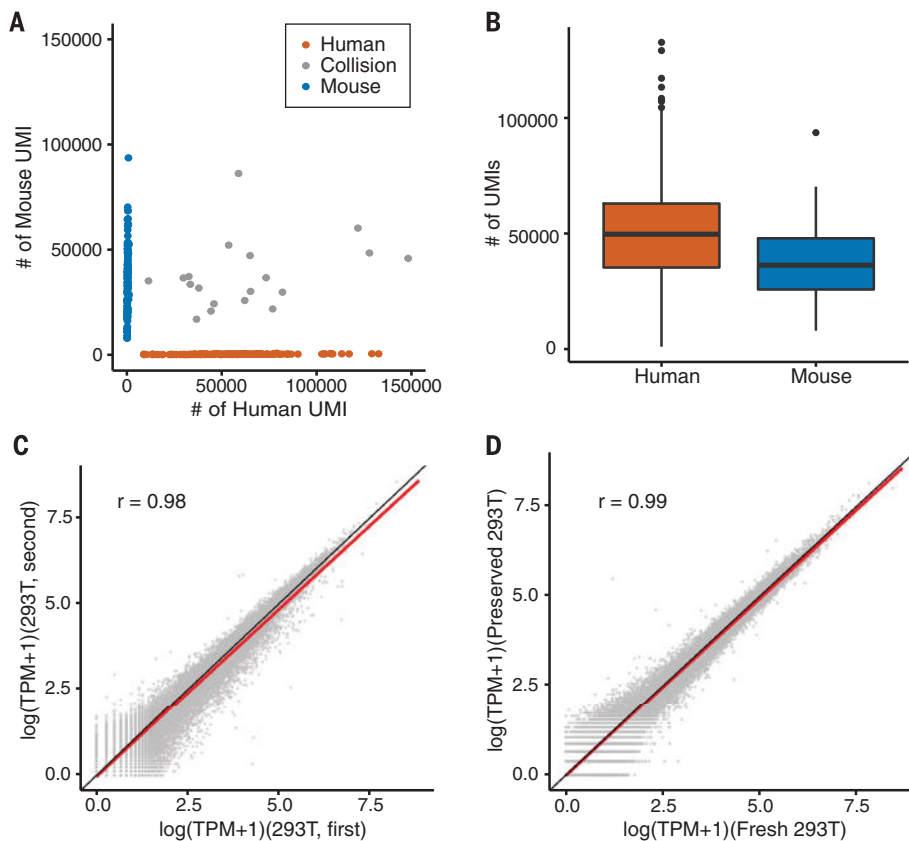 A
150000
100000
50000
0
# of Mouse UMI
Human
Collision
Mouse
0
50000
100000
150000
# of Human UMI
B
100000
50000
0
# of UMIs
Human
Mouse
C
r = 0.98
7.5
5.0
2.5
0.0
log(TPM+1)(293T, second)
0.0
2.5
5.0
7.5
log(TPM+1)(293T, first)
D
r = 0.99
7.5
5.0
2.5
0.0
log(TPM+1)(Preserved 293T)
0.0
2.5
5.0
7.5
log(TPM+1)(Fresh 293T)